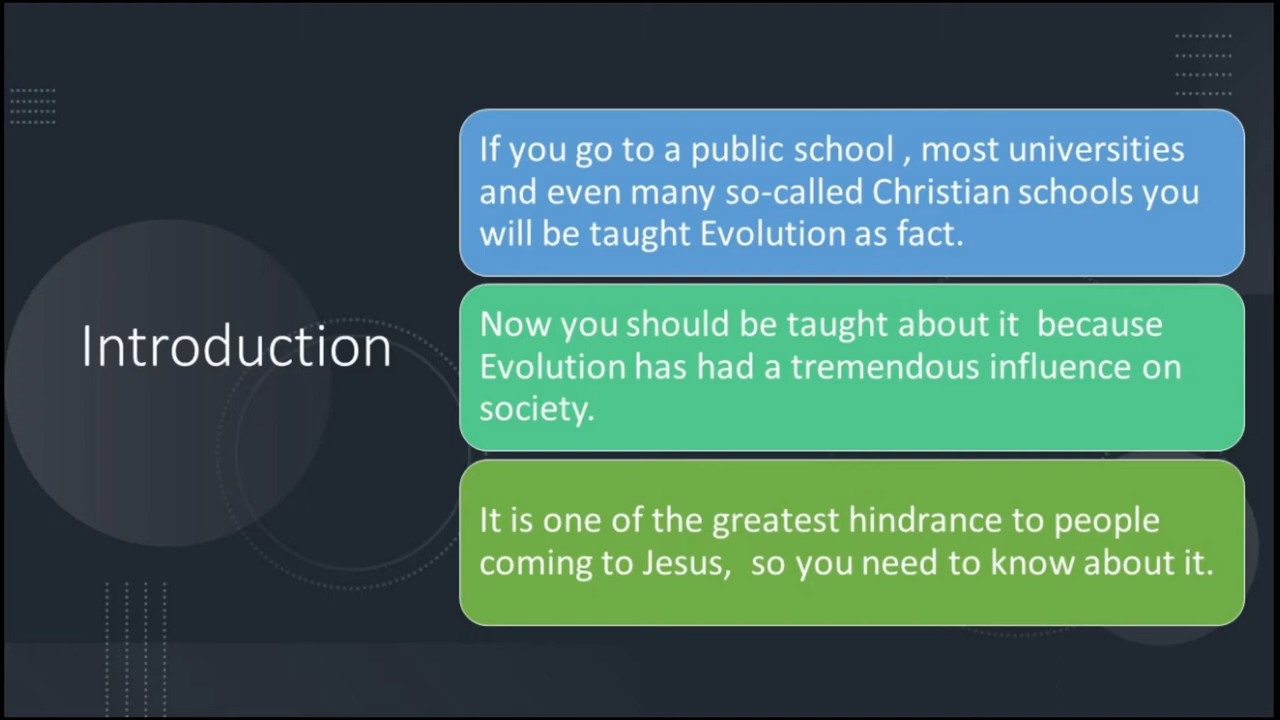 Introduction
If you go to a public school , most universities
and even many so-called Christian schools you
will be taught Evolution as fact.
Now you should be taught about it  because
Evolution has had a tremendous influence on
society.
It is one of the greatest hindrance to people
coming to Jesus,  so you need to know about it.